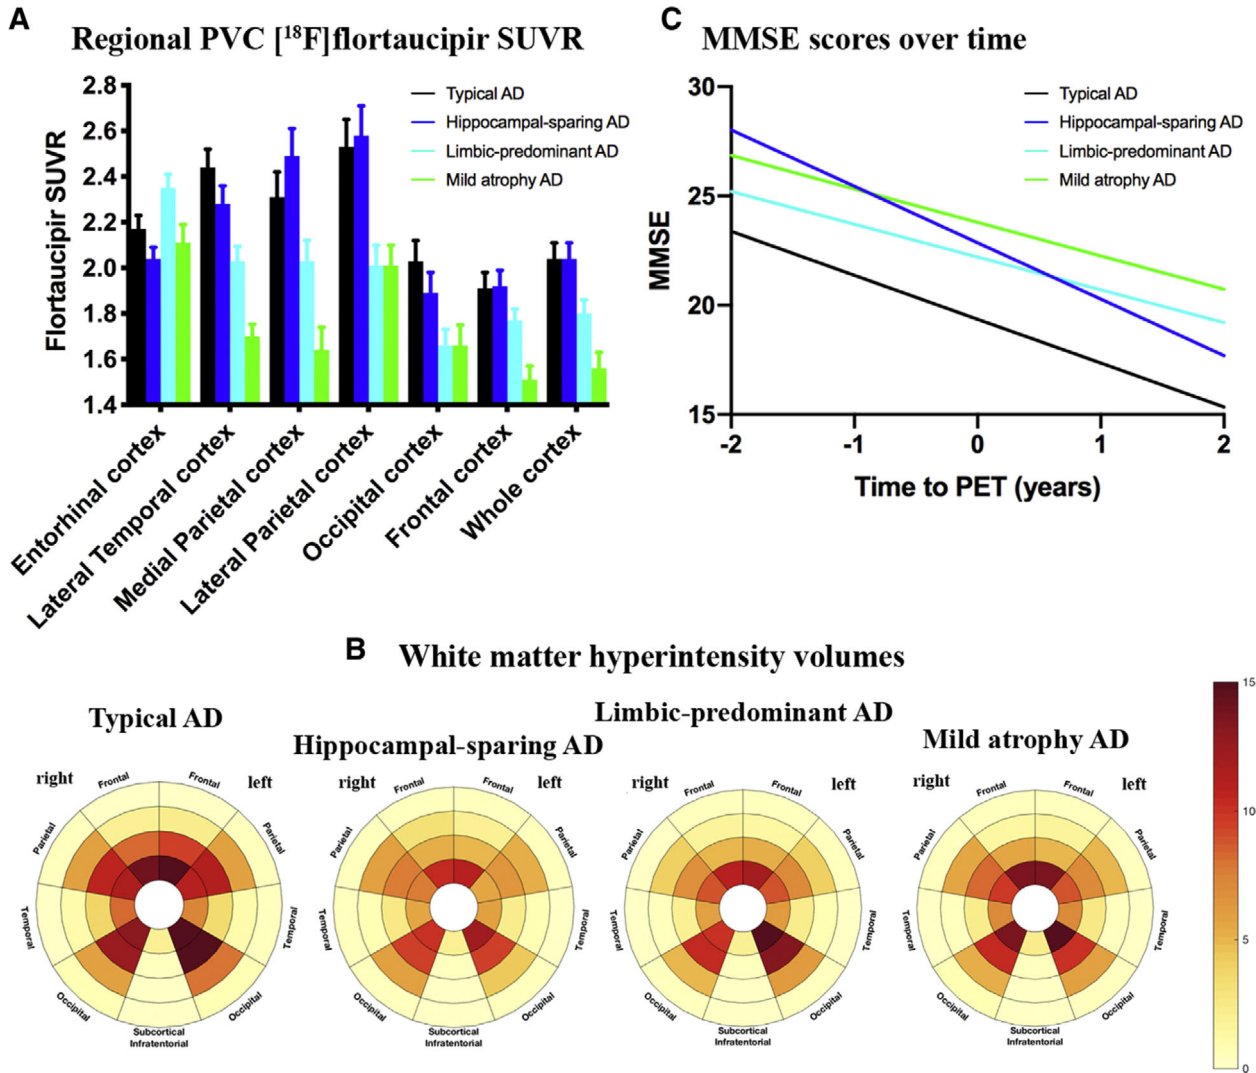 A
Regional PVC [18F]flortaucipir SUVR
Flortaucipir SUVR
2.8
2.6
2.4
2.2
2.0
1.8
1.6
1.4
Typical AD
Hippocampal-sparing AD
Limbic-predominant AD
Mild atrophy AD
Entorhinal cortex
Lateral Temporal cortex
Medial Parietal cortex
Lateral Parietal cortex
Occipital cortex
Frontal cortex
Whole cortex
C
MMSE scores over time
MMSE
30
25
20
15
Typical AD
Hippocampal-sparing AD
Limbic-predominant AD
Mild atrophy AD
-2
-1
0
1
2
Time to PET (years)
B
White matter hyperintensity volumes
Typical AD
right
left
Frontal
Frontal
Parietal
Parietal
Temporal
Temporal
Occipital
Occipital
Subcortical
Infratentorial
Hippocampal-sparing AD
right
left
Frontal
Frontal
Parietal
Parietal
Temporal
Temporal
Occipital
Occipital
Subcortical
Infratentorial
Limbic-predominant AD
right
left
Frontal
Frontal
Parietal
Parietal
Temporal
Temporal
Occipital
Occipital
Subcortical
Infratentorial
Mild atrophy AD
right
left
Frontal
Frontal
Parietal
Parietal
Temporal
Temporal
Occipital
Occipital
Subcortical
Infratentorial
15
10
5
0